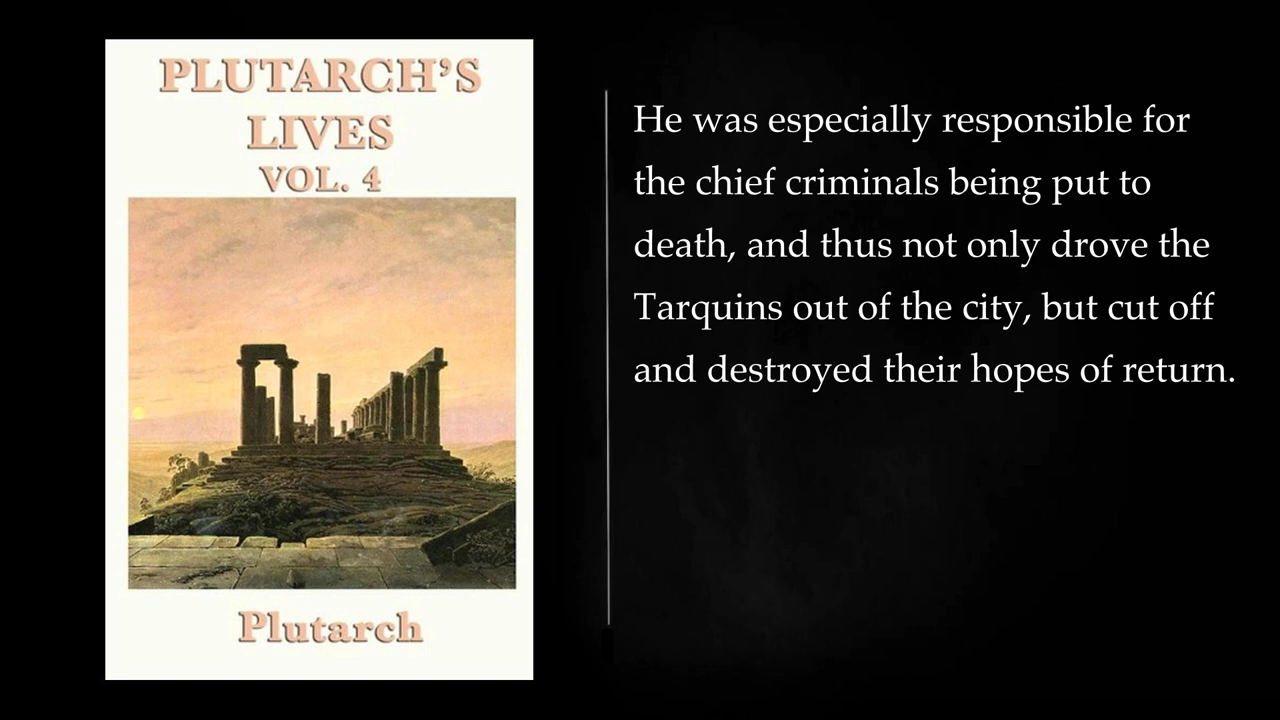 PLUTARCH'S
LIVES
VOL. 4
Plutarch
He was especially responsible for
the chief criminals being put to
death, and thus not only drove the
Tarquins out of the city, but cut off
and destroyed their hopes of return.